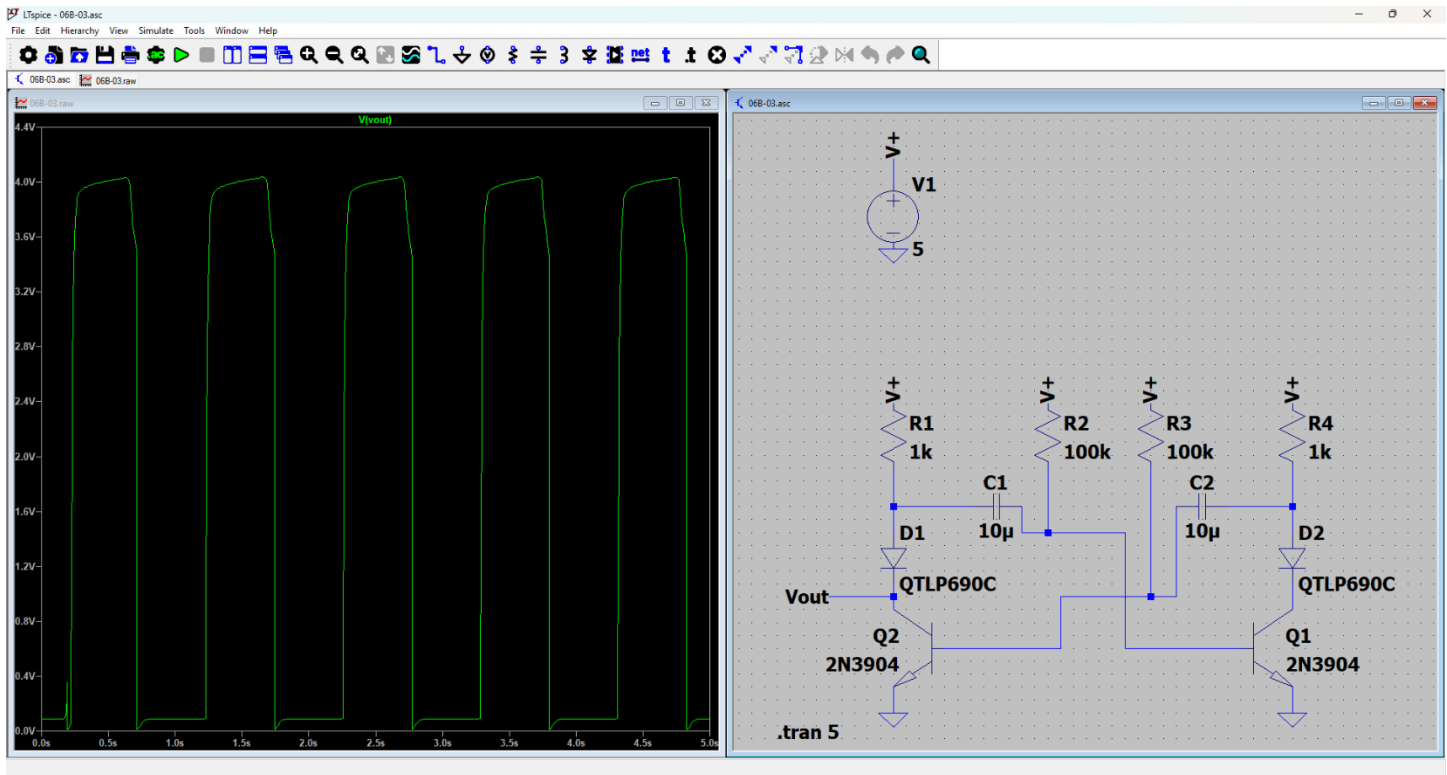 LTspice - 06B-03.asc
File Edit Hierarchy View Simulate Tools Window Help
ac
net
t
.t
06B-03.asc
06B-03.raw
06B-03.raw
06B-03.asc
V(vout)
4.4V
4.0V
3.6V
3.2V
2.8V
2.4V
2.0V
1.6V
1.2V
0.8V
0.4V
0.0V
0.0s 0.5s 1.0s 1.5s 2.0s 2.5s 3.0s 3.5s 4.0s 4.5s 5.0s
V+
V1
5
V+ V+ V+ V+
R1 R2 R3 R4
1k 100k 100k 1k
C1 C2
10µ 10µ
D1 D2
QTLP690C QTLP690C
Vout
Q2 Q1
2N3904 2N3904
.tran 5